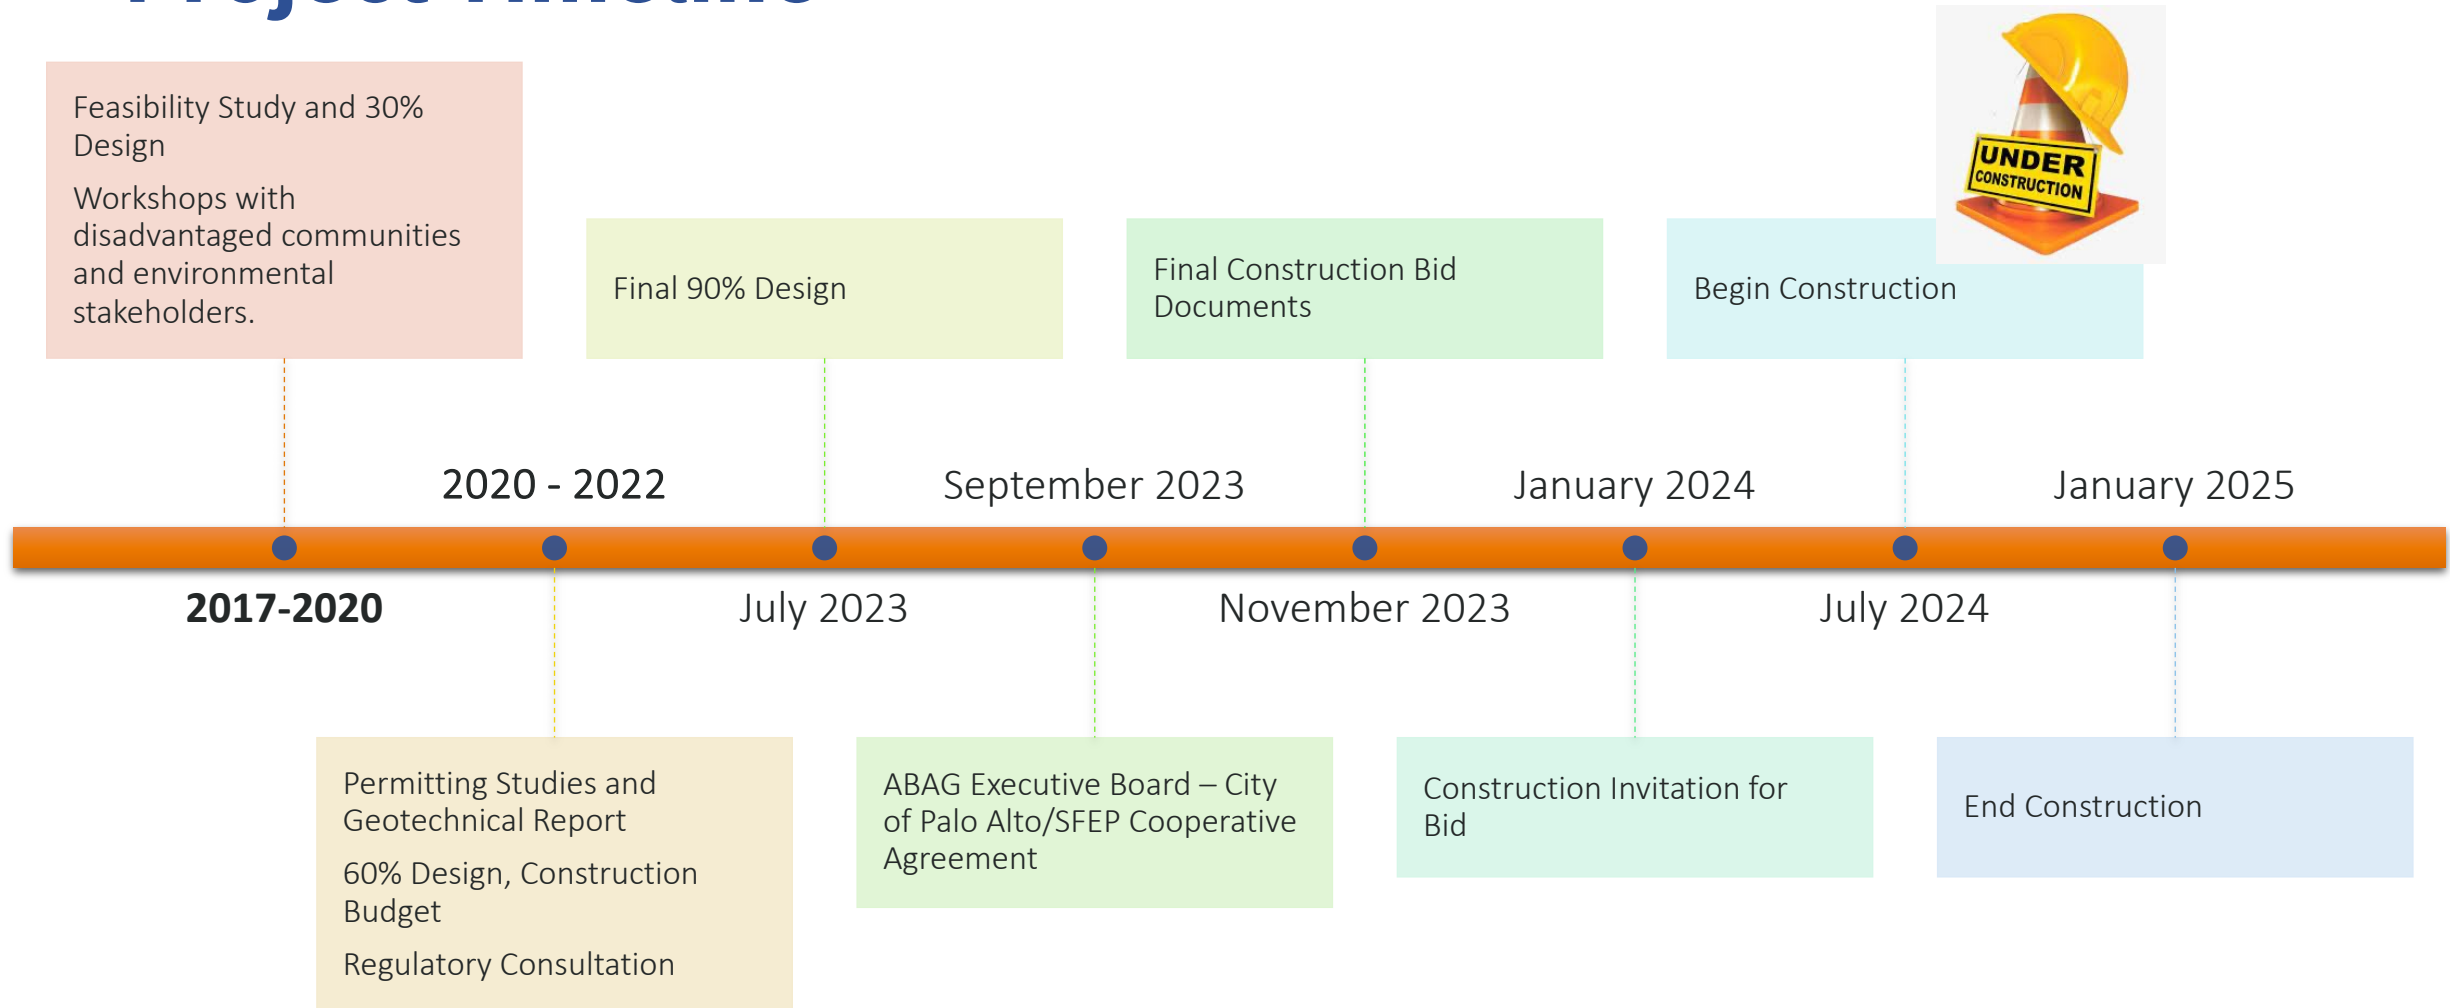 Project Timeline
Feasibility Study and 30%
Design
Workshops with
disadvantaged communities
and environmental
stakeholders.
Final 90% Design
Final Construction Bid
Documents
Begin Construction
UNDER
CONSTRUCTION
2020 - 2022
September 2023
January 2024
January 2025
2017-2020
July 2023
November 2023
July 2024
Permitting Studies and
Geotechnical Report
60% Design, Construction
Budget
Regulatory Consultation
ABAG Executive Board – City
of Palo Alto/SFEP Cooperative
Agreement
Construction Invitation for
Bid
End Construction